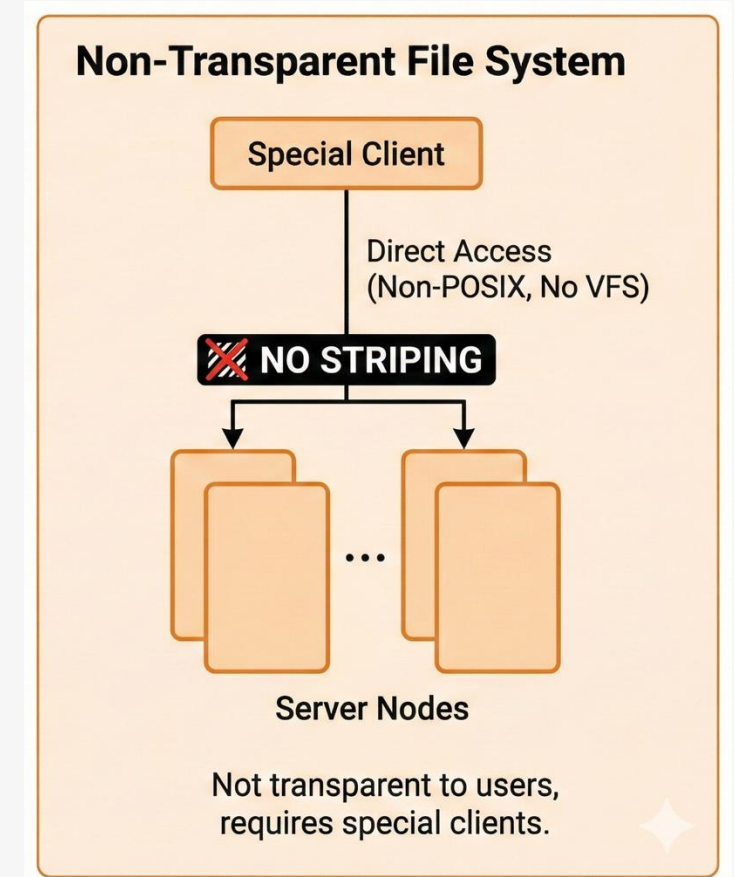 Non-Transparent File System
Special Client
Direct Access
(Non-POSIX, No VFS)
NO STRIPING
...
Server Nodes
Not transparent to users,
requires special clients.